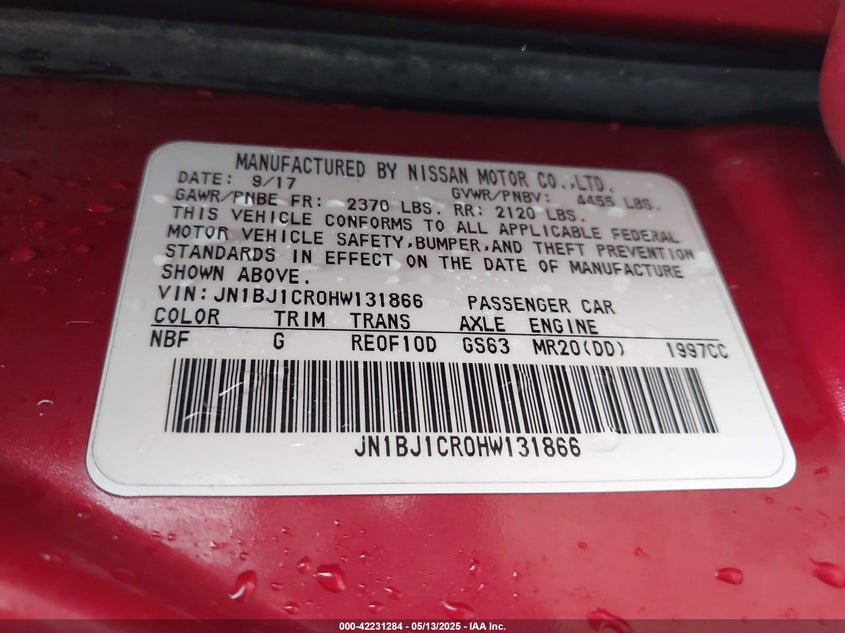 MANUFACTURED BY NISSAN MOTOR CO.,LTD.
DATE: 9/17 GVWR/PNBV: 4455 LBS.
GAWR/PNBE FR: 2370 LBS. RR: 2120 LBS.
THIS VEHICLE CONFORMS TO ALL APPLICABLE FEDERAL
MOTOR VEHICLE SAFETY,BUMPER,AND THEFT PREVENTION
STANDARDS IN EFFECT ON THE DATE OF MANUFACTURE
SHOWN ABOVE.
VIN:JN1BJ1CR0HW131866 PASSENGER CAR
COLOR TRIM TRANS AXLE ENGINE
NBF G RE0F10D GS63 MR20(DD) 1997CC
JN1BJ1CR0HW131866
000-42231284 - 05/13/2025 - IAA Inc.